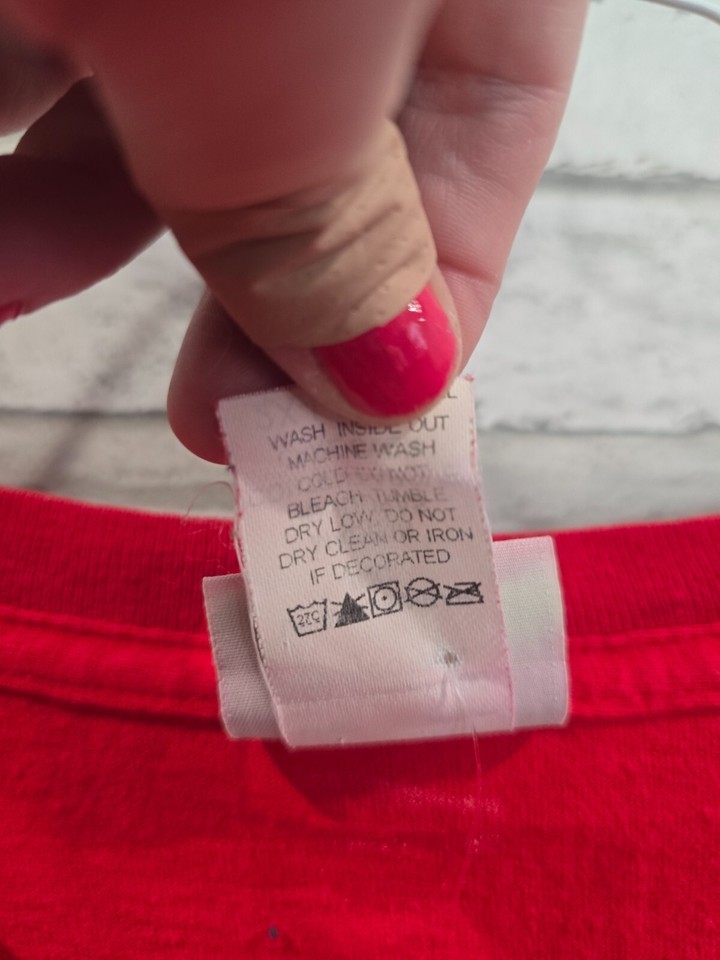 WASH INSIDE OUT
MACHINE WASH
COLD DO NOT
BLEACH TUMBLE
DRY LOW. DO NOT
DRY CLEAN OR IRON
IF DECORATED